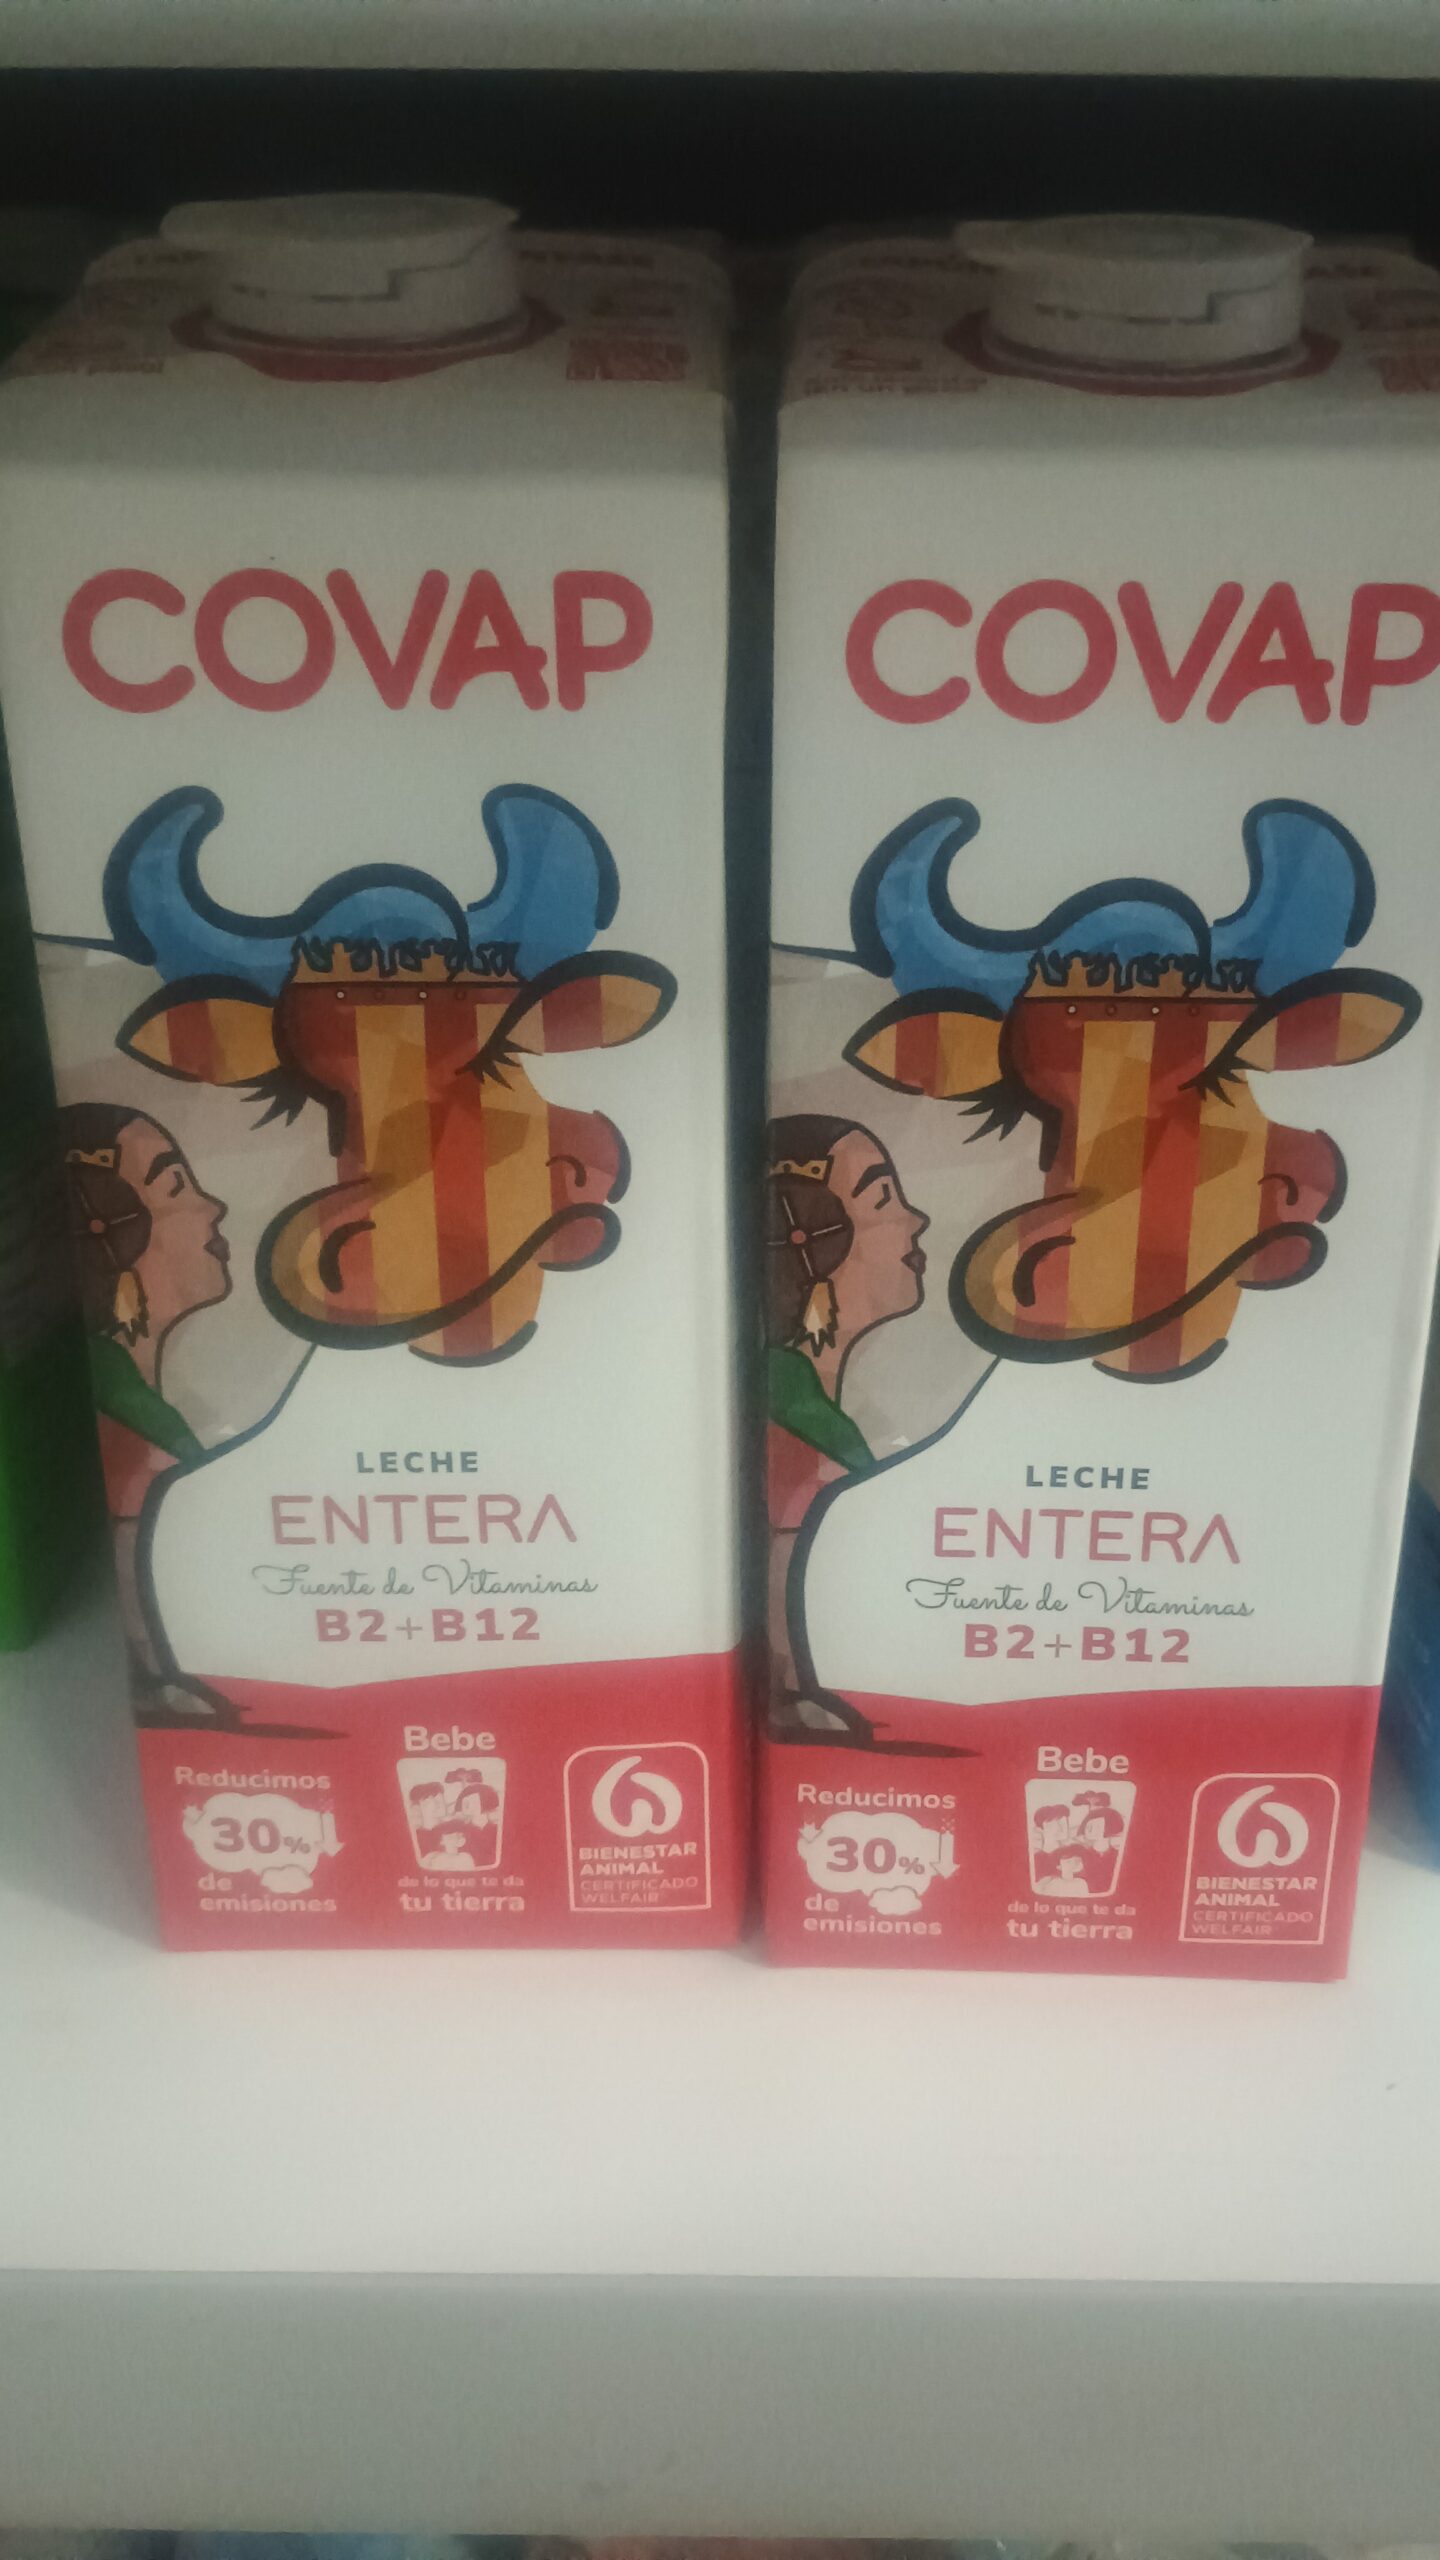 COVAP
LECHE
ENTERA
Fuente de Vitaminas
B2+B12
Reducimos
30%
de
emisiones
Bebe
de lo que te da
tu tierra
BIENESTAR
ANIMAL
CERTIFICADO
WELFAIR
COVAP
LECHE
ENTERA
Fuente de Vitaminas
B2+B12
Reducimos
30%
de
emisiones
Bebe
de lo que te da
tu tierra
BIENESTAR
ANIMAL
CERTIFICADO
WELFAIR